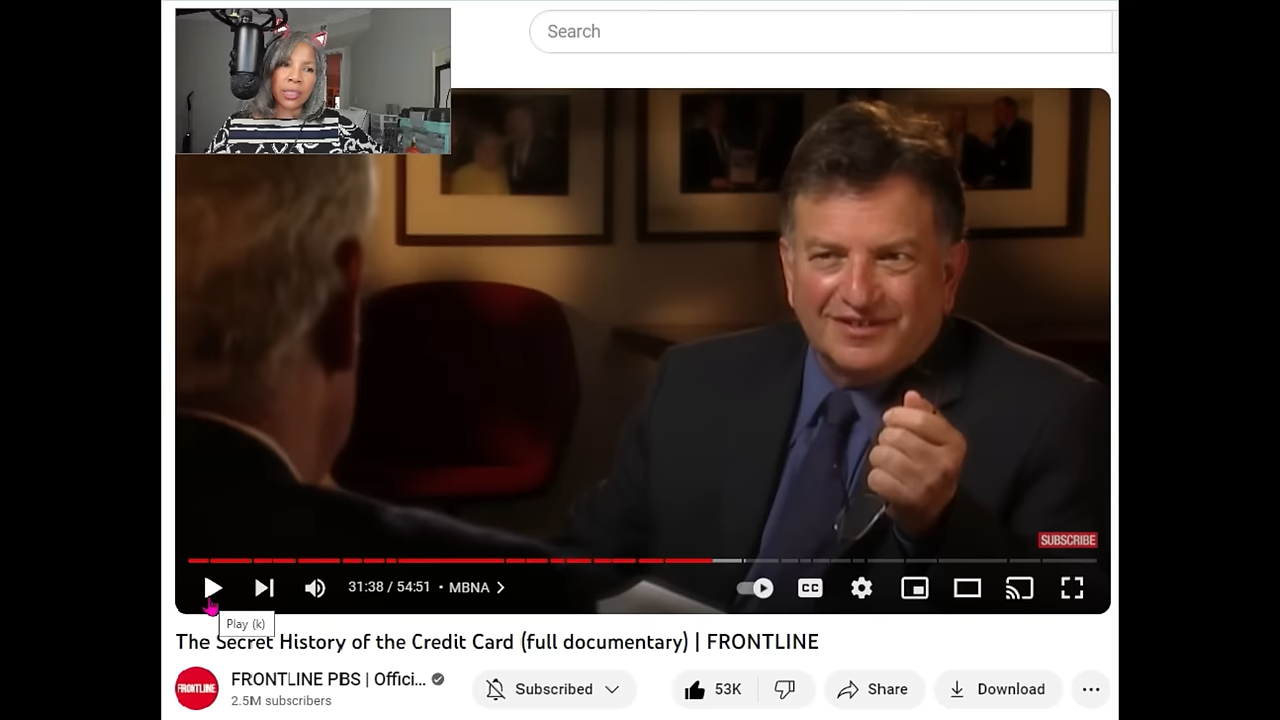 Search
SUBSCRIBE
31:38 / 54:51 • MBNA >
Play (k)
The Secret History of the Credit Card (full documentary) | FRONTLINE
FRONTLINE
FRONTLINE PBS | Offici...
2.5M subscribers
Subscribed
53K
Share
Download